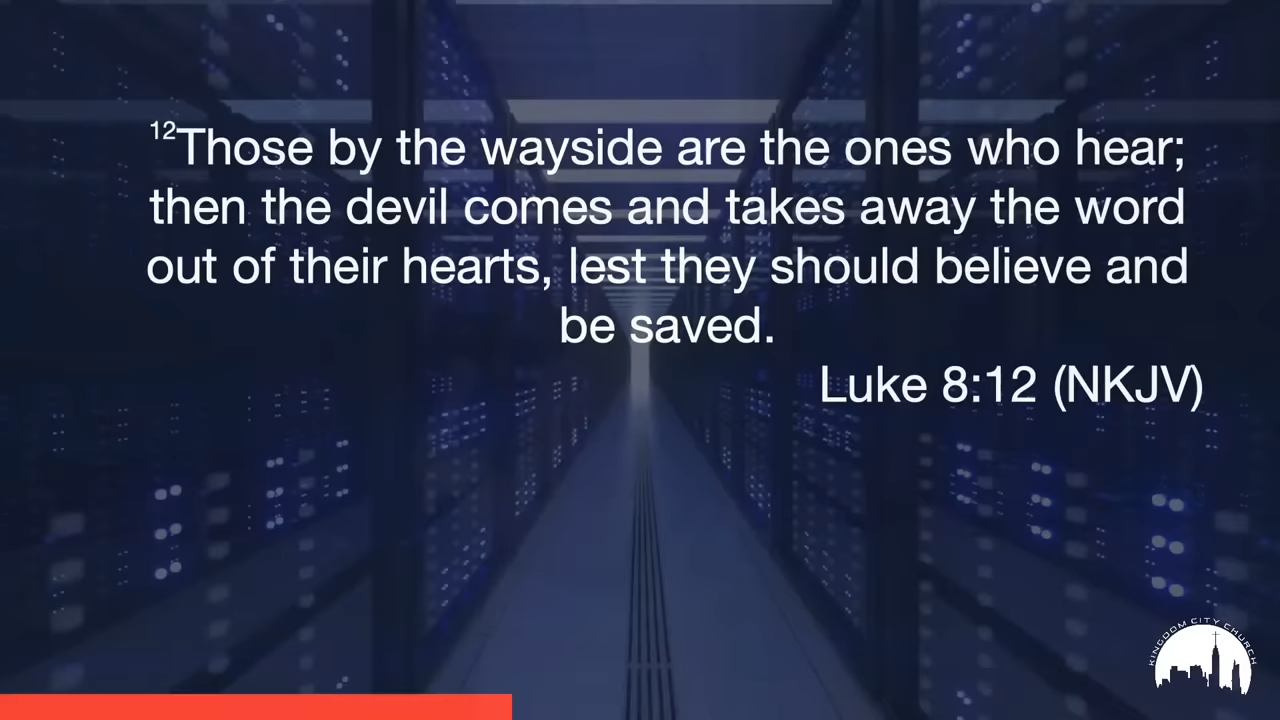 12Those by the wayside are the ones who hear;
then the devil comes and takes away the word
out of their hearts, lest they should believe and
be saved.
Luke 8:12 (NKJV)
KINGDOM CITY CHURCH